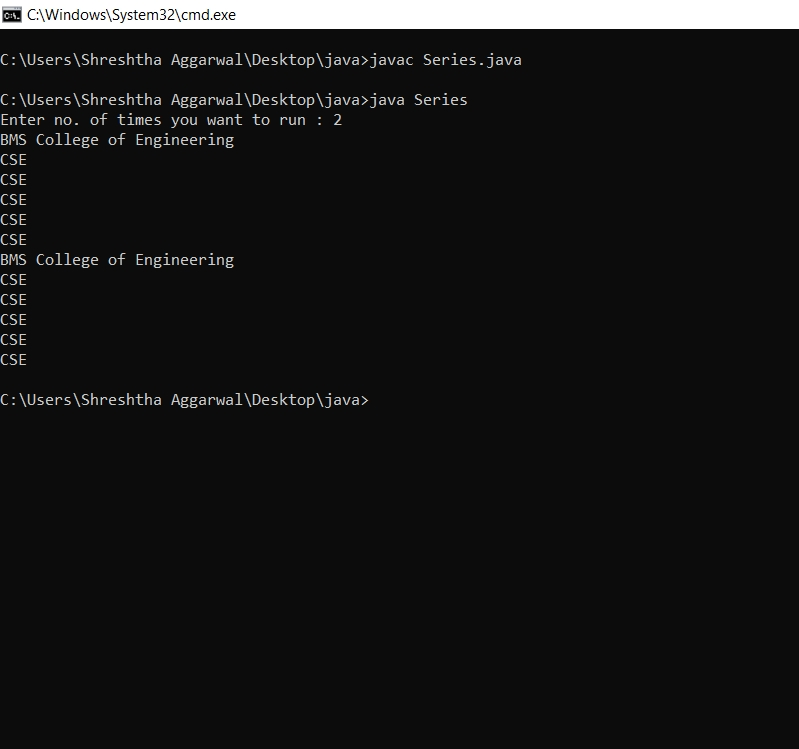 C:\Windows\System32\cmd.exe
C:\Users\Shreshtha Aggarwal\Desktop\java>javac Series.java
C:\Users\Shreshtha Aggarwal\Desktop\java>java Series
Enter no. of times you want to run : 2
BMS College of Engineering
CSE
CSE
CSE
CSE
CSE
BMS College of Engineering
CSE
CSE
CSE
CSE
CSE
C:\Users\Shreshtha Aggarwal\Desktop\java>